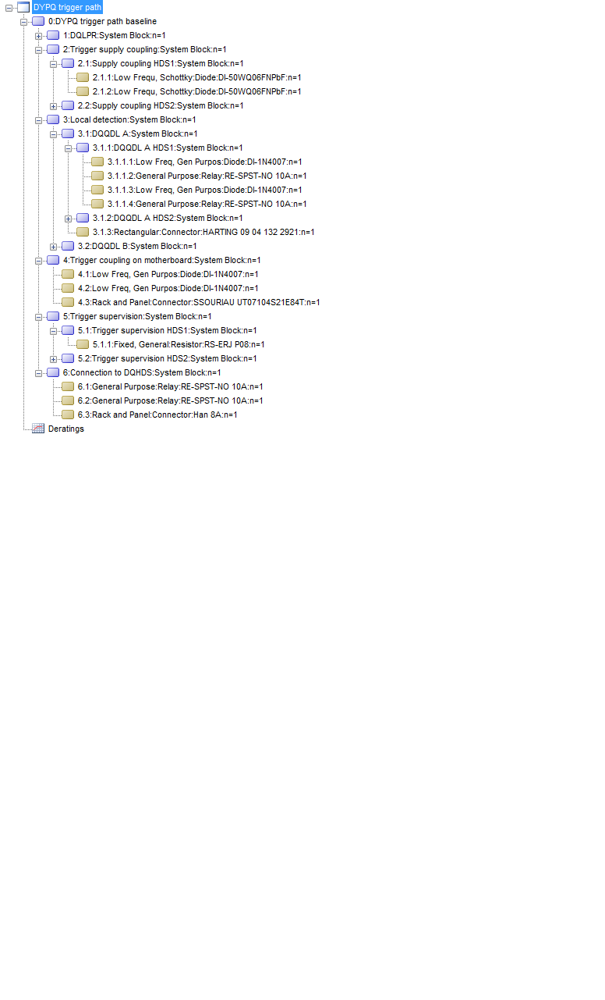 DYPQ trigger path
0:DYPQ trigger path baseline
1:DQLPR:System Block:n=1
2:Trigger supply coupling:System Block:n=1
2.1:Supply coupling HDS1:System Block:n=1
2.1.1:Low Frequ, Schottky:Diode:DI-50WQ06FNPbF:n=1
2.1.2:Low Frequ, Schottky:Diode:DI-50WQ06FNPbF:n=1
2.2:Supply coupling HDS2:System Block:n=1
3:Local detection:System Block:n=1
3.1:DQQDL A:System Block:n=1
3.1.1:DQQDL A HDS1:System Block:n=1
3.1.1.1:Low Freq, Gen Purpos:Diode:DI-1N4007:n=1
3.1.1.2:General Purpose:Relay:RE-SPST-NO 10A:n=1
3.1.1.3:Low Freq, Gen Purpos:Diode:DI-1N4007:n=1
3.1.1.4:General Purpose:Relay:RE-SPST-NO 10A:n=1
3.1.2:DQQDL A HDS2:System Block:n=1
3.1.3:Rectangular:Connector:HARTING 09 04 132 2921:n=1
3.2:DQQDL B:System Block:n=1
4:Trigger coupling on motherboard:System Block:n=1
4.1:Low Freq, Gen Purpos:Diode:DI-1N4007:n=1
4.2:Low Freq, Gen Purpos:Diode:DI-1N4007:n=1
4.3:Rack and Panel:Connector:SSOURIAU UT07104S21E84T:n=1
5:Trigger supervision:System Block:n=1
5.1:Trigger supervision HDS1:System Block:n=1
5.1.1:Fixed, General:Resistor:RS-ERJ P08:n=1
5.2:Trigger supervision HDS2:System Block:n=1
6:Connection to DQHDS:System Block:n=1
6.1:General Purpose:Relay:RE-SPST-NO 10A:n=1
6.2:General Purpose:Relay:RE-SPST-NO 10A:n=1
6.3:Rack and Panel:Connector:Han 8A:n=1
Deratings